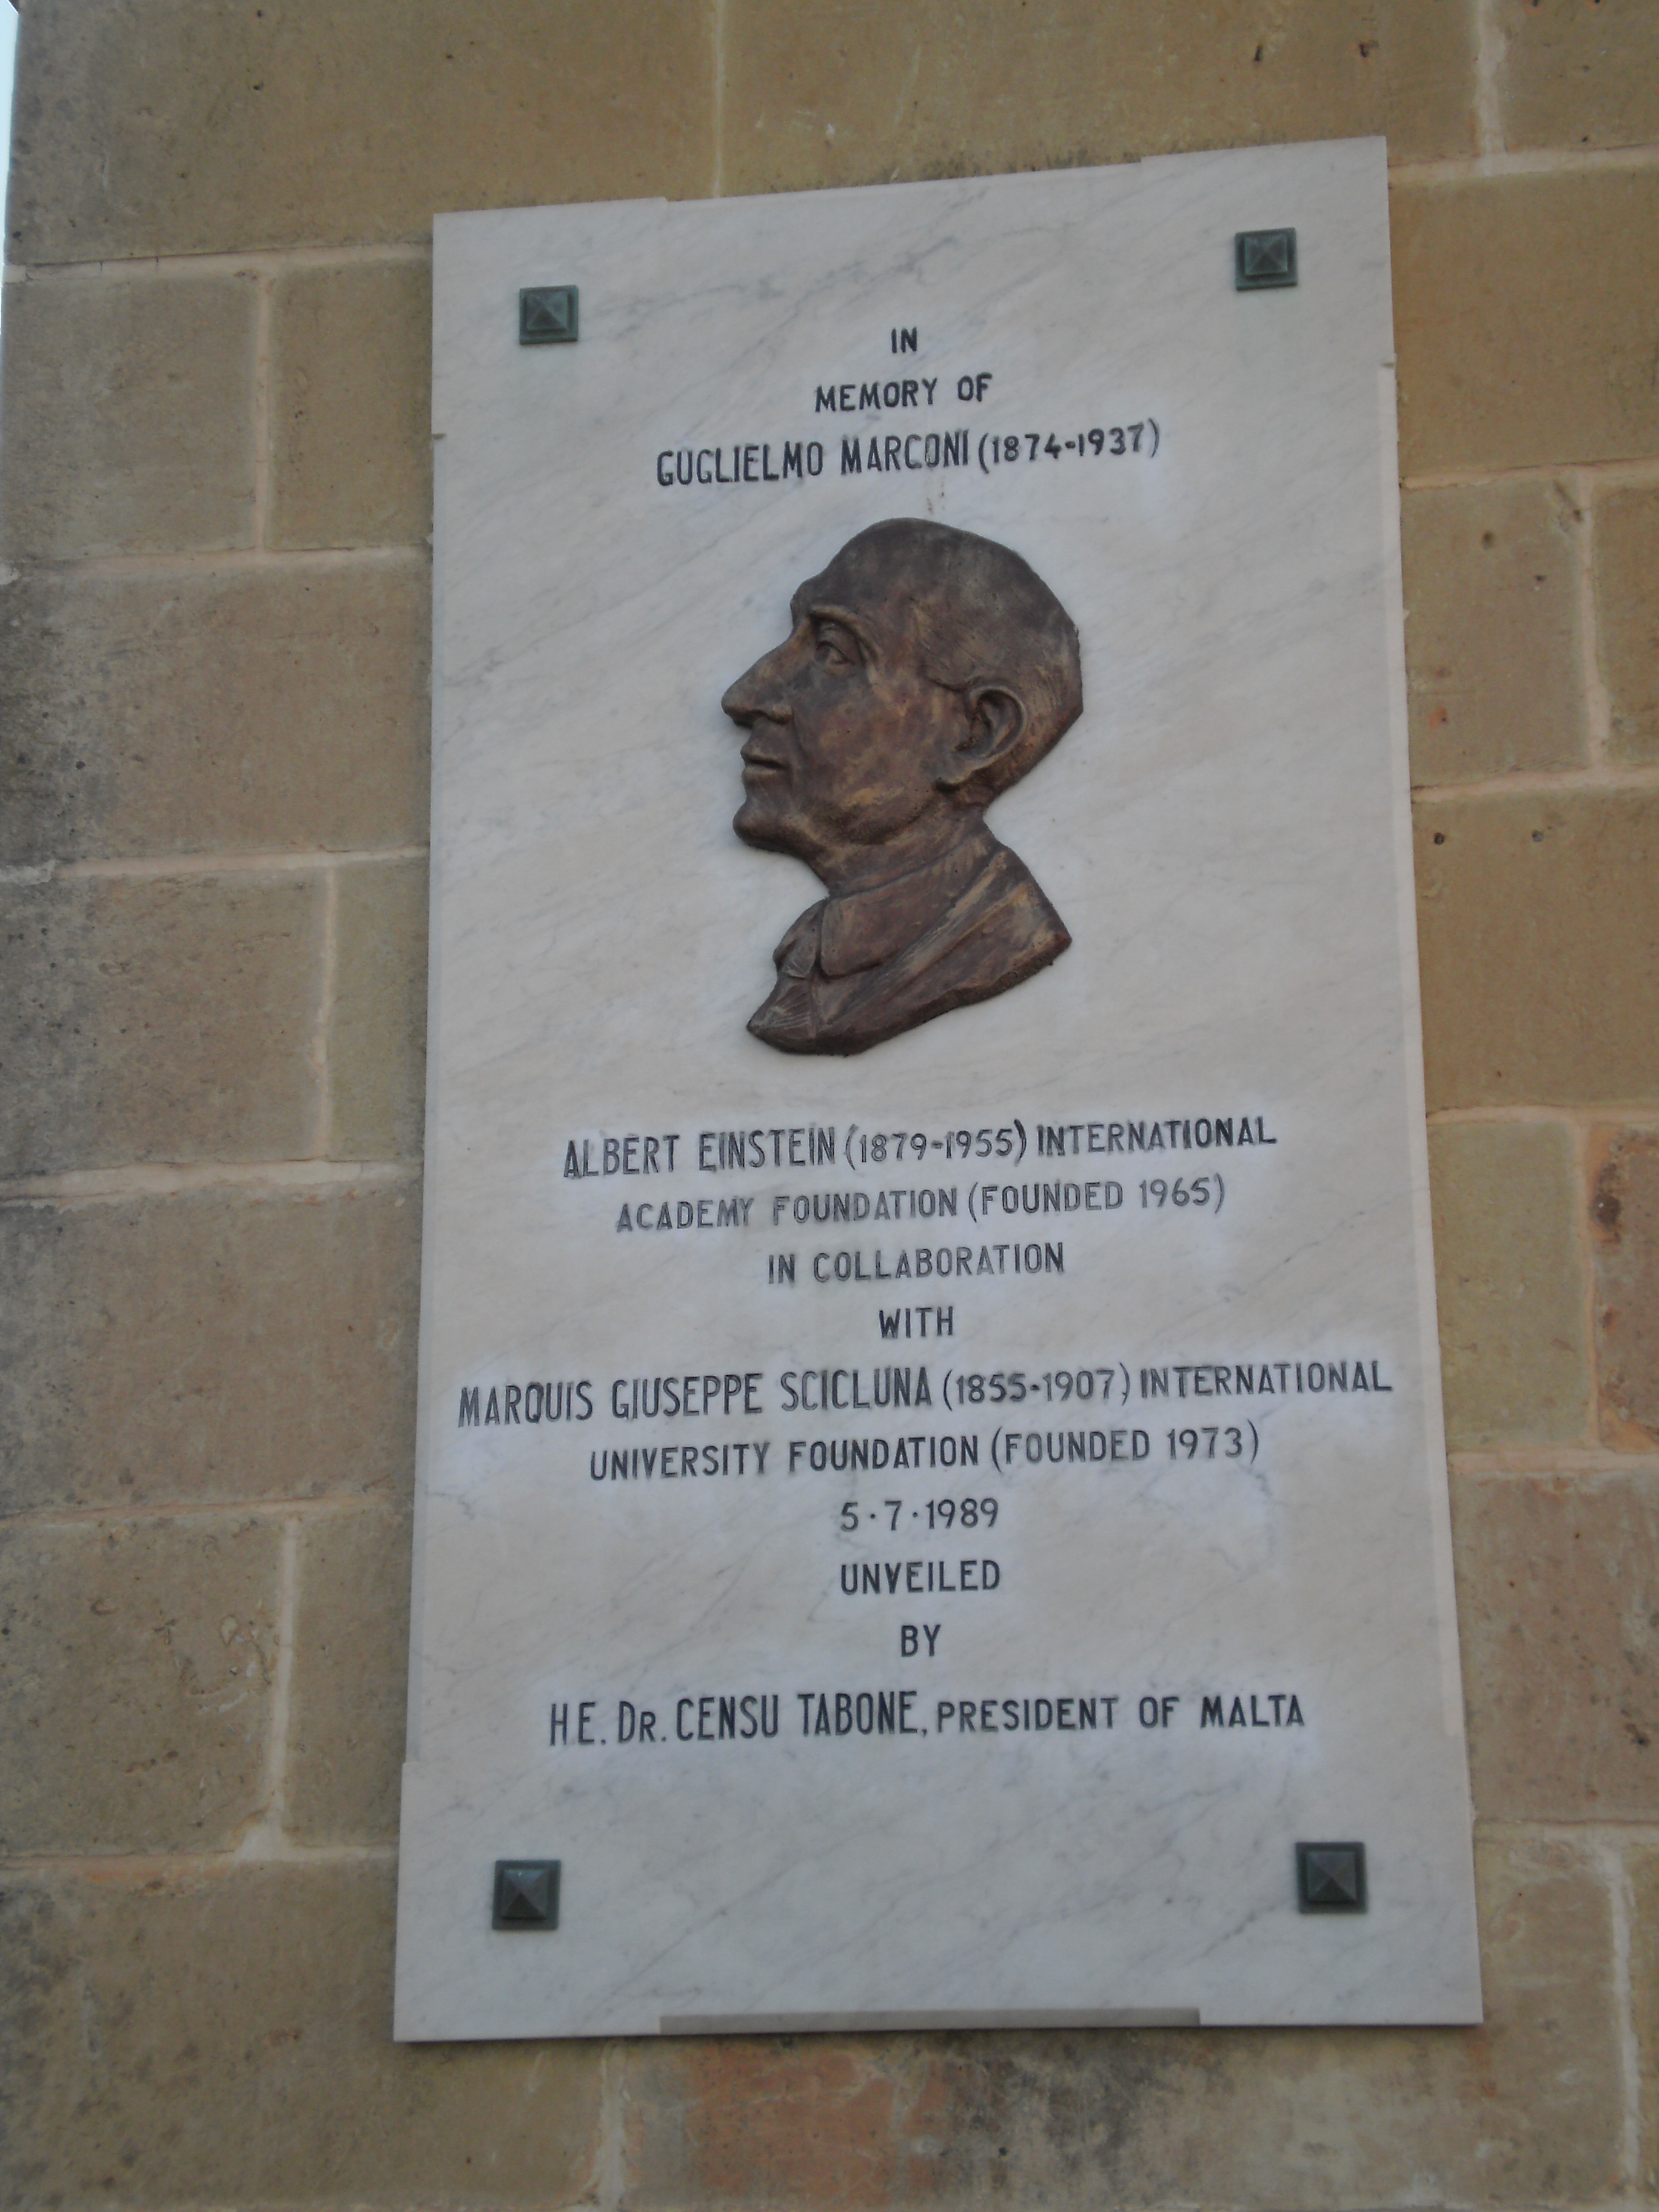 IN
MEMORY OF
GUGLIELMO MARCONI (1874-1937)
ALBERT EINSTEIN (1879-1955) INTERNATIONAL
ACADEMY FOUNDATION (FOUNDED 1965)
IN COLLABORATION
WITH
MARQUIS GIUSEPPE SCICLUNA (1855-1907) INTERNATIONAL
UNIVERSITY FOUNDATION (FOUNDED 1973)
5·7·1989
UNVEILED
BY
H.E. DR. CENSU TABONE, PRESIDENT OF MALTA